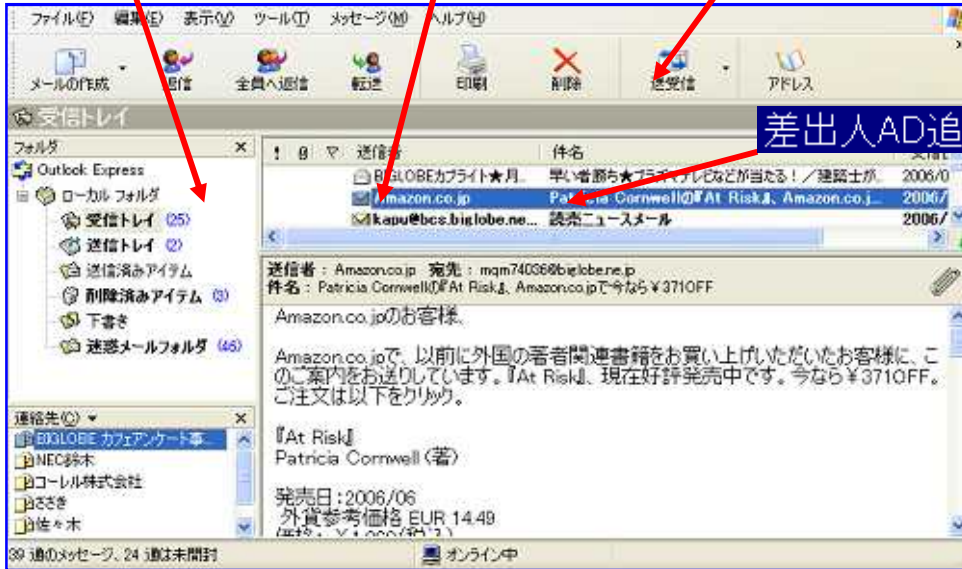 ファイル(F) 編集(E) 表示(V) ツール(T) メッセージ(M) ヘルプ(H)
メールの作成 返信 全員へ返信 転送 印刷 削除 送受信 アドレス
受信トレイ
差出人AD追
フォルダ
Outlook Express
ローカル フォルダ
受信トレイ (25)
送信トレイ (2)
送信済みアイテム
削除済みアイテム (3)
下書き
迷惑メールフォルダ (46)
連絡先(C)
BIGLOBE カフェアンケート事...
NEC鈴木
コーレル株式会社
ささき
佐々木
! 送信者 件名
BIGLOBEカプライト★月... 早い者勝ち★プラズマテレビなどが当たる!／建築士が... 2006/0
Amazon.co.jp Patricia Cornwellの『At Risk』、Amazon.co.j... 2006/
kapu@bcs.biglobe.ne... 読売ニュースメール 2006/
送信者: Amazon.co.jp 宛先: mqm74036@biglobe.ne.jp
件名: Patricia Cornwellの『At Risk』、Amazon.co.jpで今なら¥371OFF
Amazon.co.jpのお客様、
Amazon.co.jpで、以前に外国の著者関連書籍をお買い上げいただいたお客様に、こ
のご案内をお送りしています。『At Risk』、現在好評発売中です。今なら¥371OFF。
ご注文は以下をクリック。
『At Risk』
Patricia Cornwell (著)
発売日:2006/06
外貨参考価格 EUR 14.49
39 通のメッセージ、24 通は未開封
オンライン中